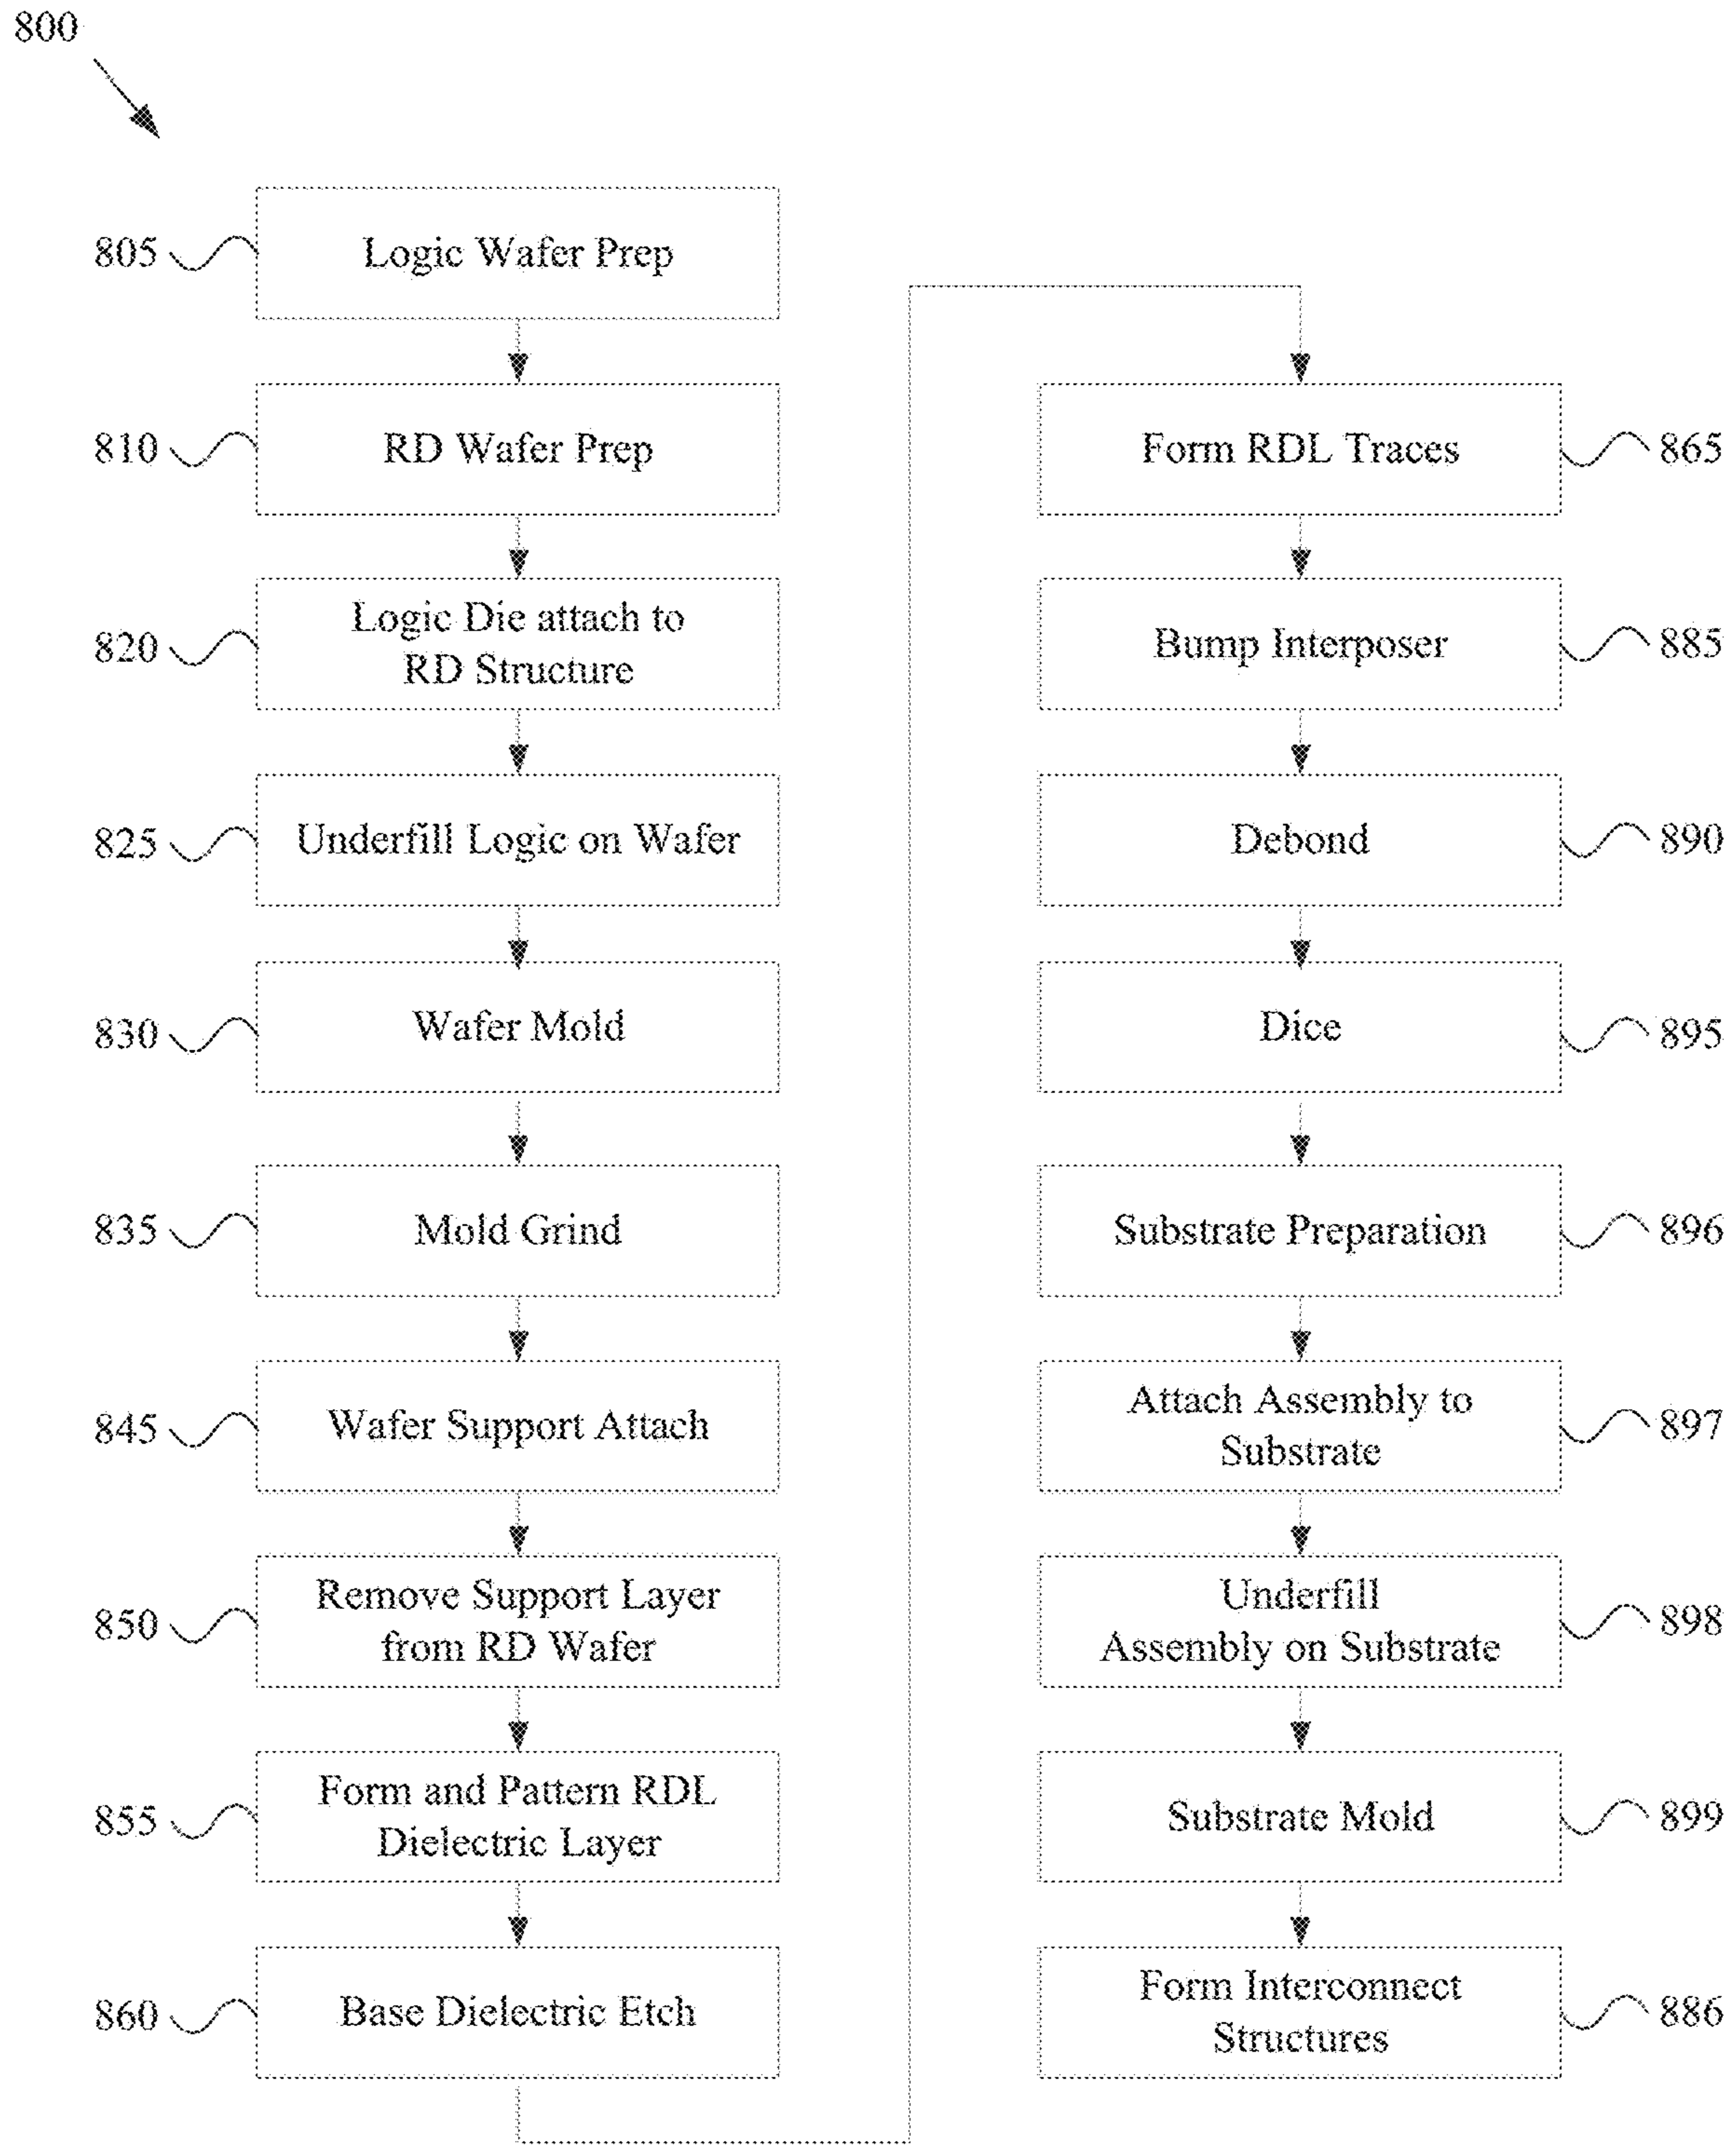 800
805
Logic Wafer Prep
810
RD Wafer Prep
820
Logic Die attach to
RD Structure
825
Underfill Logic on Wafer
830
Wafer Mold
835
Mold Grind
845
Wafer Support Attach
850
Remove Support Layer
from RD Wafer
855
Form and Pattern RDL
Dielectric Layer
860
Base Dielectric Etch
Form RDL Traces
865
Bump Interposer
885
Debond
890
Dice
895
Substrate Preparation
896
Attach Assembly to
Substrate
897
Underfill
Assembly on Substrate
898
Substrate Mold
899
Form Interconnect
Structures
886